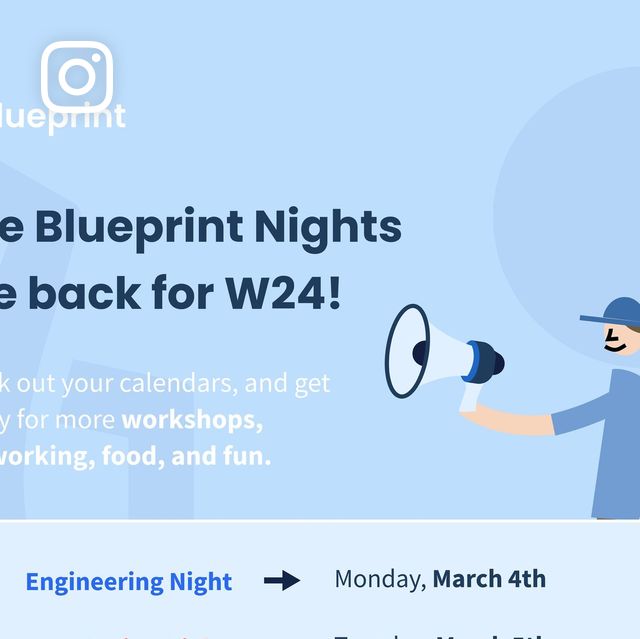 lueprint
e Blueprint Nights
e back for W24!
k out your calendars, and get
y for more workshops,
working, food, and fun.
Engineering Night → Monday, March 4th